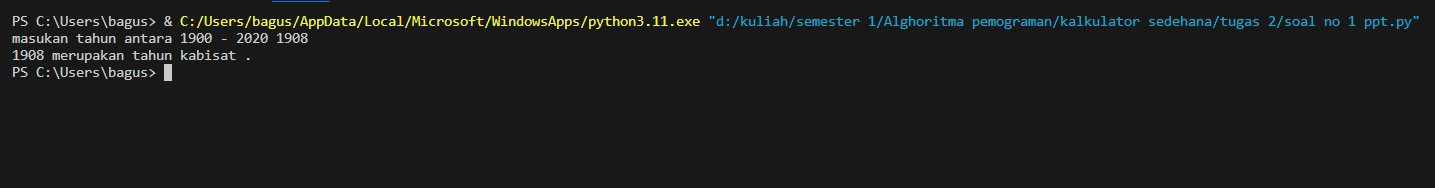 PS C:\Users\bagus> & C:/Users/bagus/AppData/Local/Microsoft/WindowsApps/python3.11.exe "d:/kuliah/semester 1/Alghoritma pemograman/kalkulator sedehana/tugas 2/soal no 1 ppt.py"
masukan tahun antara 1900 - 2020 1908
1908 merupakan tahun kabisat .
PS C:\Users\bagus>